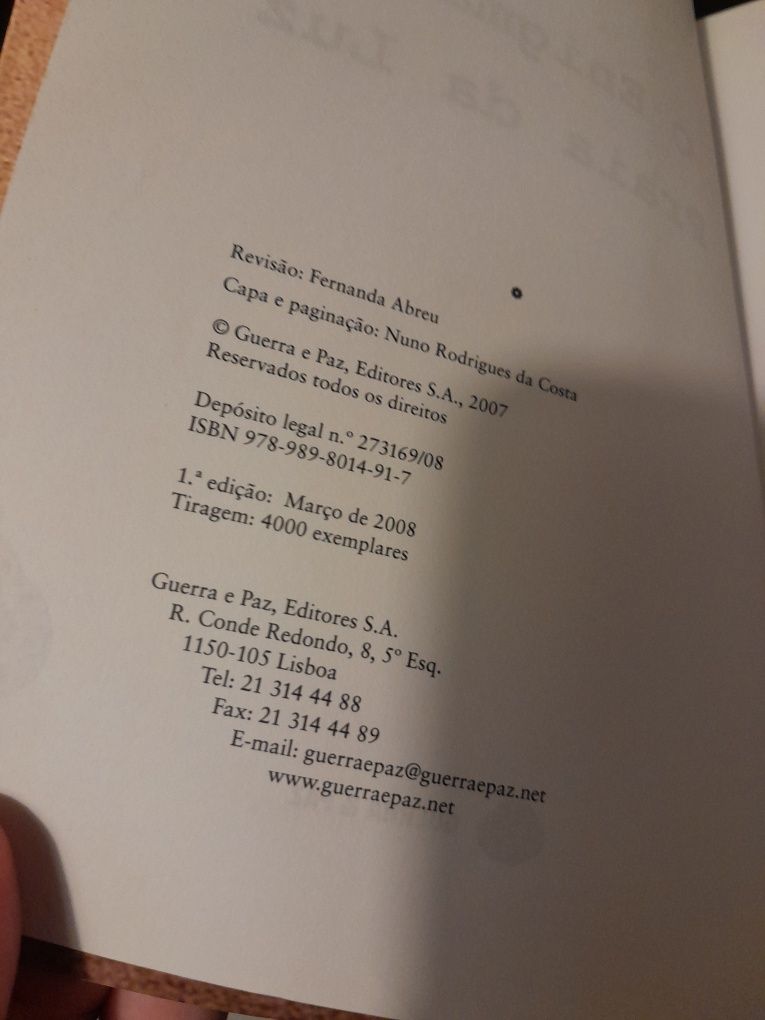 Revisão: Fernanda Abreu
Capa e paginação: Nuno Rodrigues da Costa
© Guerra e Paz, Editores S.A., 2007
Reservados todos os direitos
Depósito legal n.º 273169/08
ISBN 978-989-8014-91-7
1.ª edição: Março de 2008
Tiragem: 4000 exemplares
Guerra e Paz, Editores S.A.
R. Conde Redondo, 8, 5º Esq.
1150-105 Lisboa
Tel: 21 314 44 88
Fax: 21 314 44 89
E-mail: guerraepaz@guerraepaz.net
www.guerraepaz.net